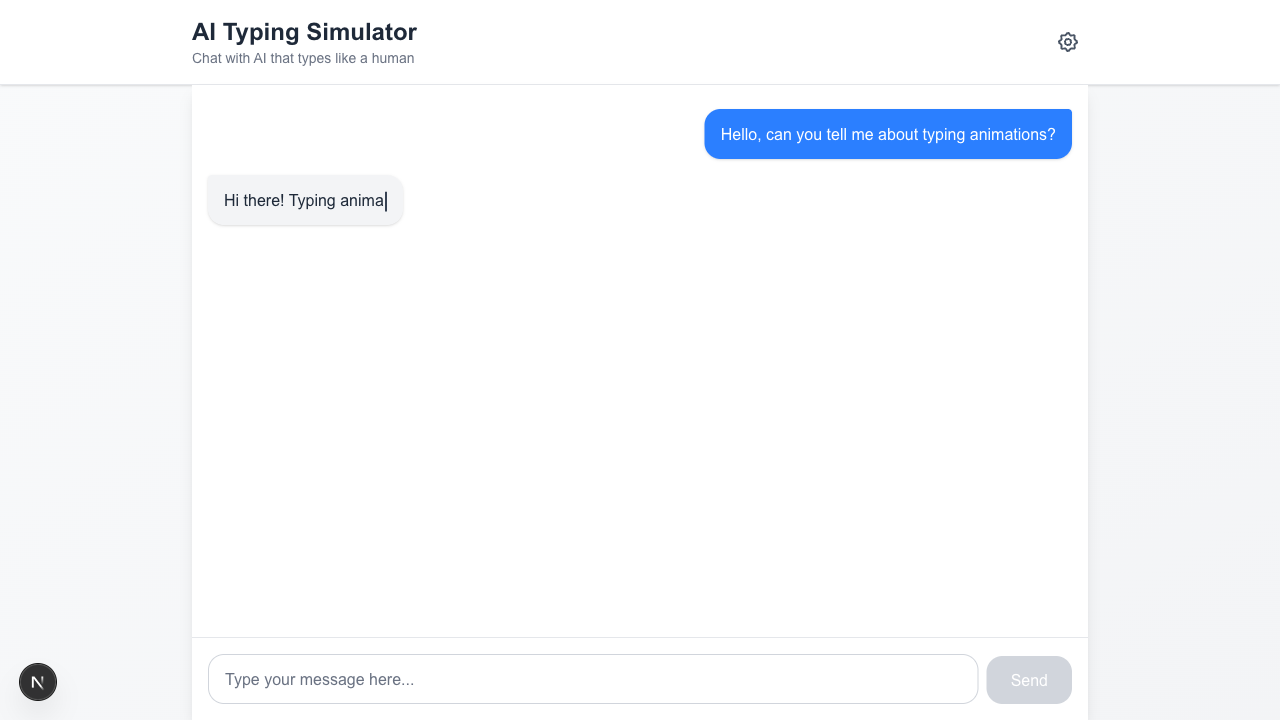 AI Typing Simulator
Chat with AI that types like a human
Hello, can you tell me about typing animations?
Hi there! Typing anima
Type your message here...
Send
N